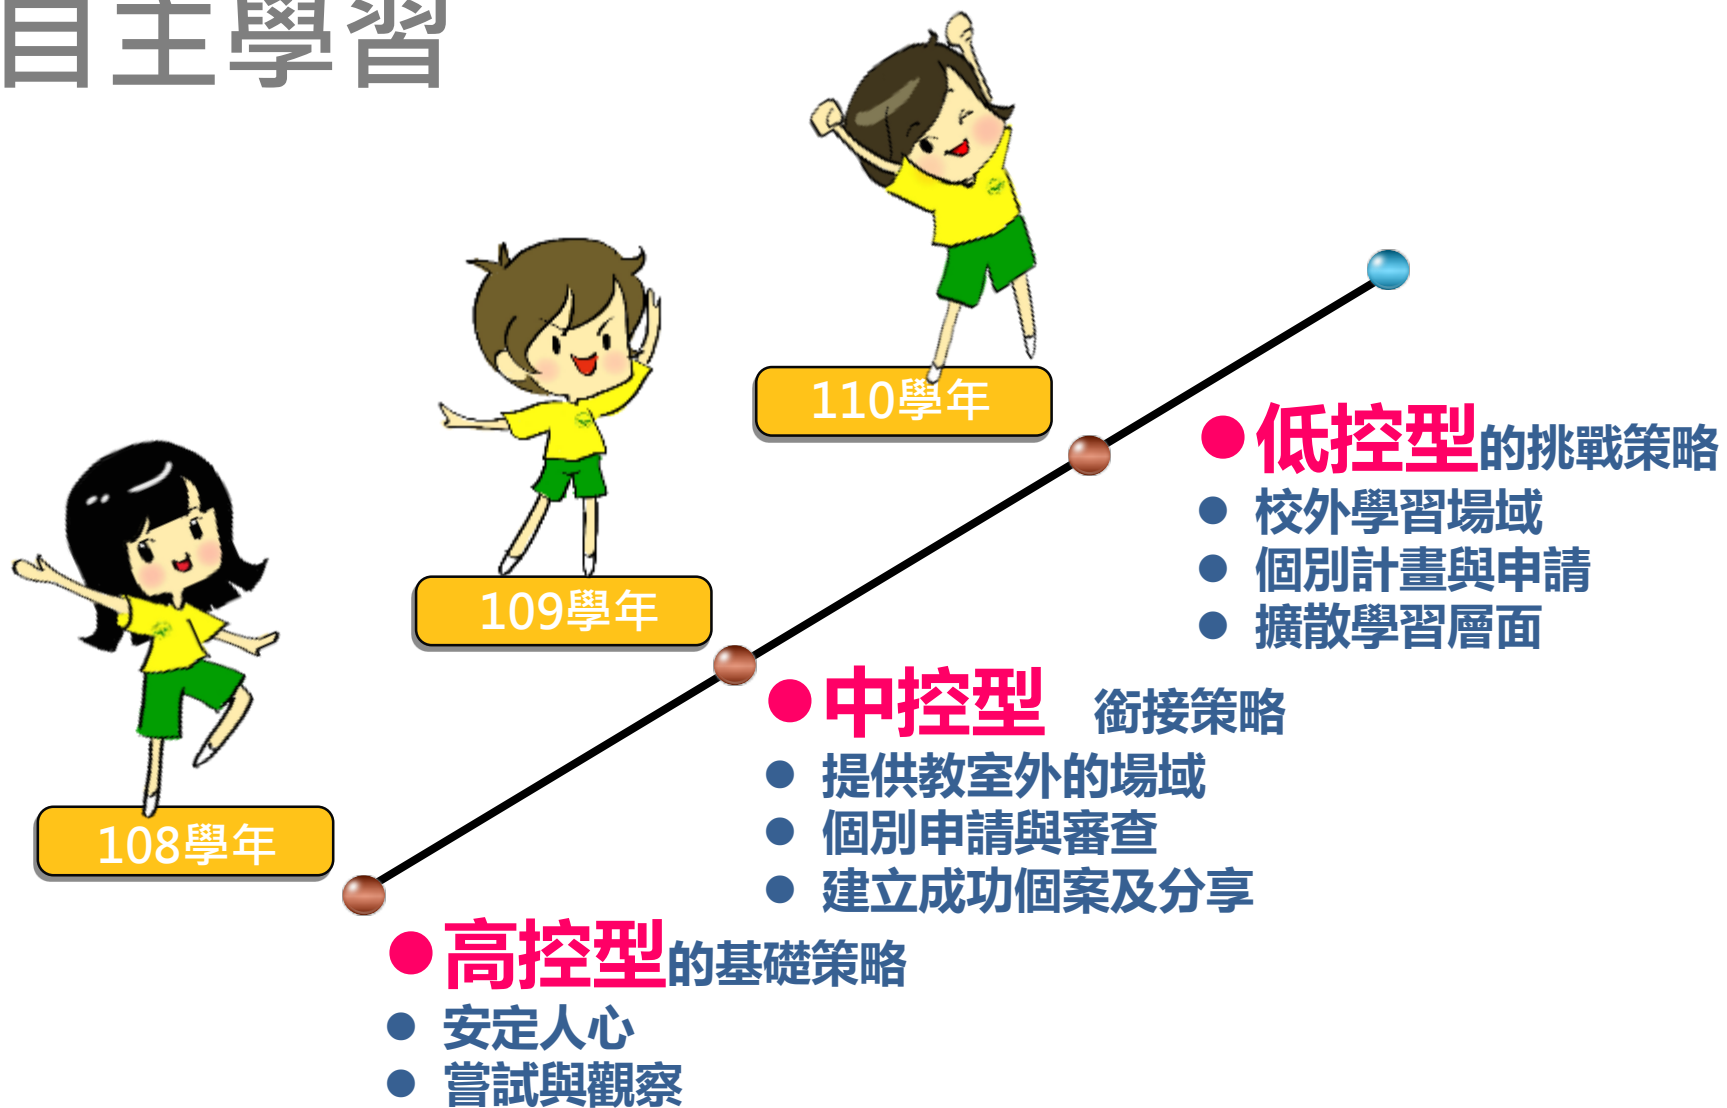 自主學習
110學年
●低控型的挑戰策略
● 校外學習場域
● 個別計畫與申請
● 擴散學習層面
109學年
●中控型 銜接策略
● 提供教室外的場域
● 個別申請與審查
● 建立成功個案及分享
108學年
●高控型的基礎策略
● 安定人心
● 嘗試與觀察